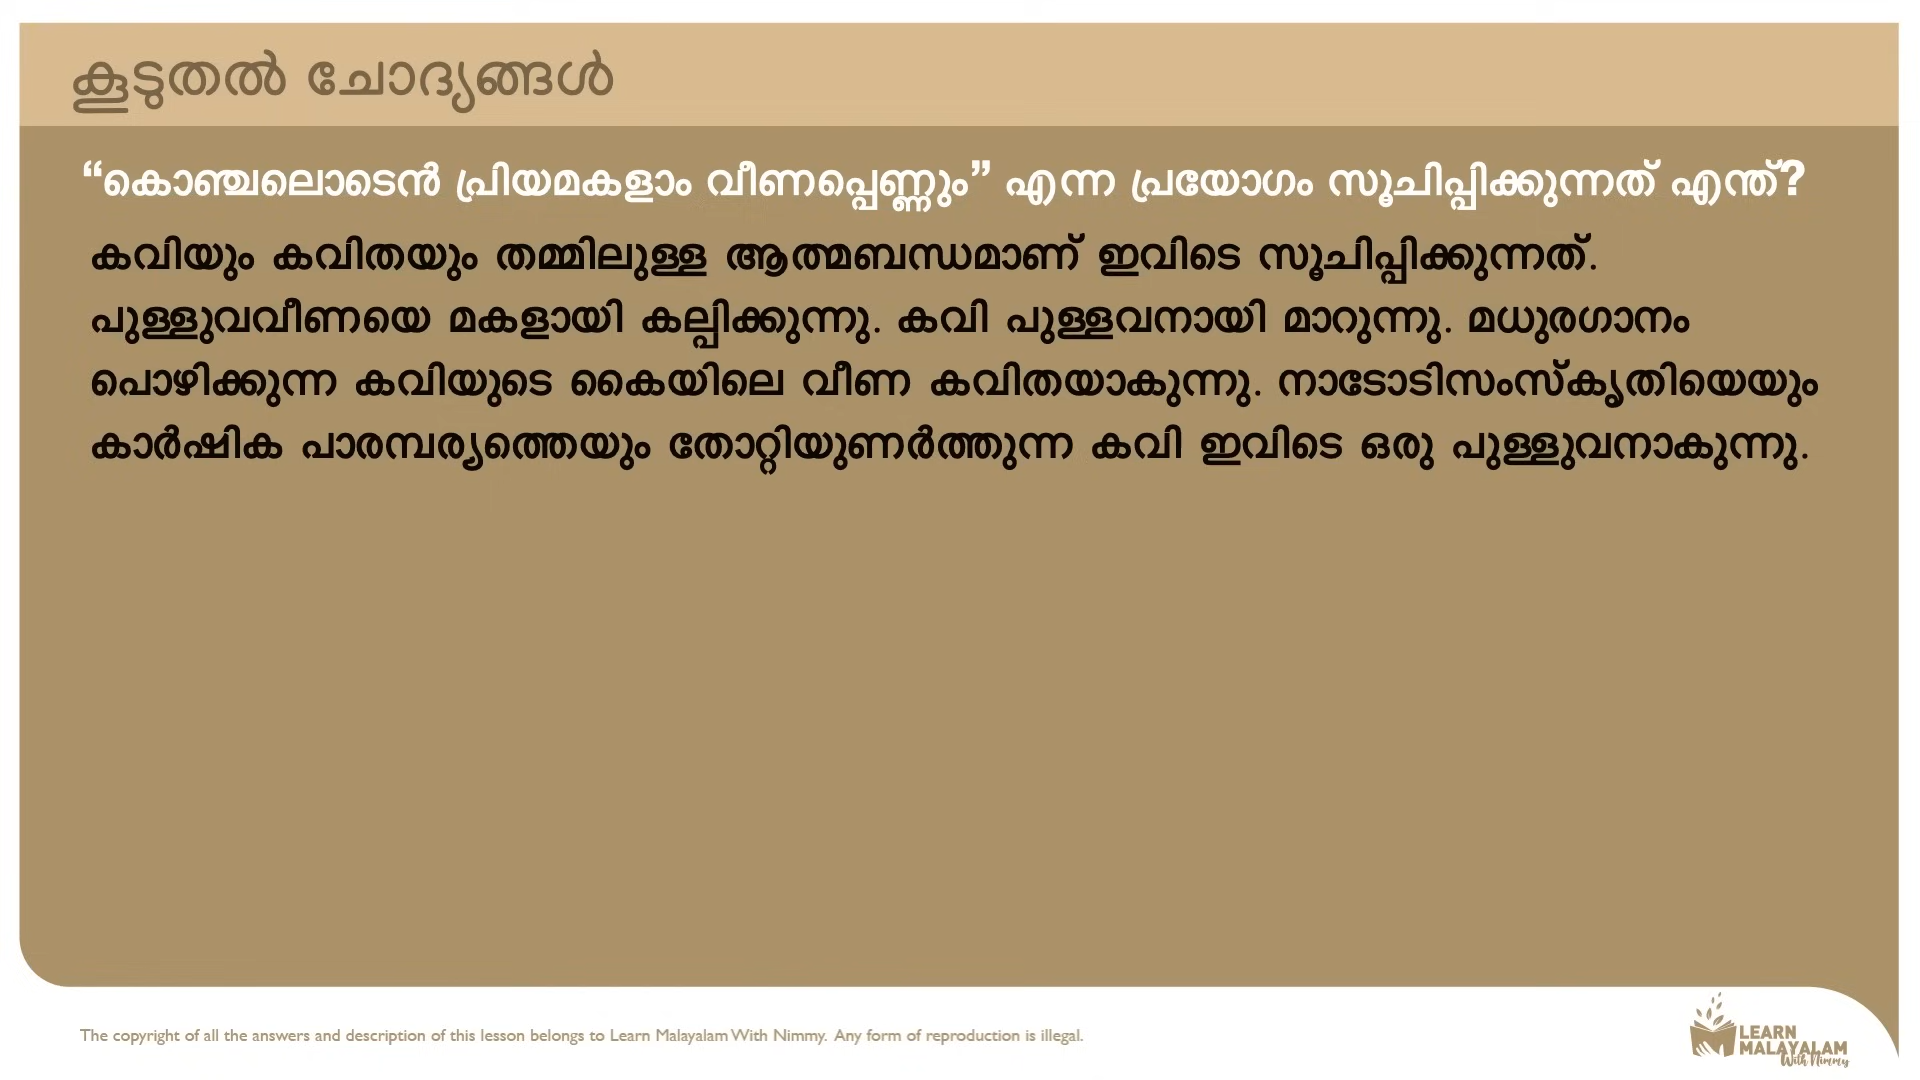 കൂടുതൽ ചോദ്യങ്ങൾ
“കൊഞ്ചലൊടെൻ പ്രിയമകളാം വീണപ്പെണ്ണും” എന്ന പ്രയോഗം സൂചിപ്പിക്കുന്നത് എന്ത്?
കവിയും കവിതയും തമ്മിലുള്ള ആത്മബന്ധമാണ് ഇവിടെ സൂചിപ്പിക്കുന്നത്.
പുള്ളുവവീണയെ മകളായി കല്പിക്കുന്നു. കവി പുള്ളവനായി മാറുന്നു. മധുരഗാനം
പൊഴിക്കുന്ന കവിയുടെ കൈയിലെ വീണ കവിതയാകുന്നു. നാടോടിസംസ്കൃതിയെയും
കാർഷിക പാരമ്പര്യത്തെയും തോറ്റിയുണർത്തുന്ന കവി ഇവിടെ ഒരു പുള്ളുവനാകുന്നു.
The copyright of all the answers and description of this lesson belongs to Learn Malayalam With Nimmy. Any form of reproduction is illegal.
LEARN
MALAYALAM
With Nimmy